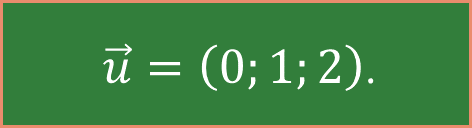 u⃗ = (0; 1; 2).